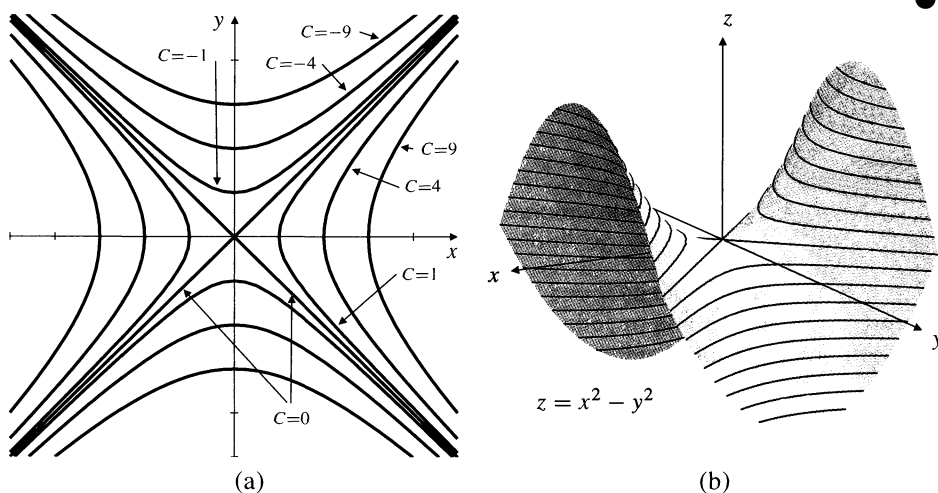 y
C=−9
C=−1
C=−4
C=9
C=4
x
C=1
C=0
(a)
z
x
y
z = x² − y²
(b)